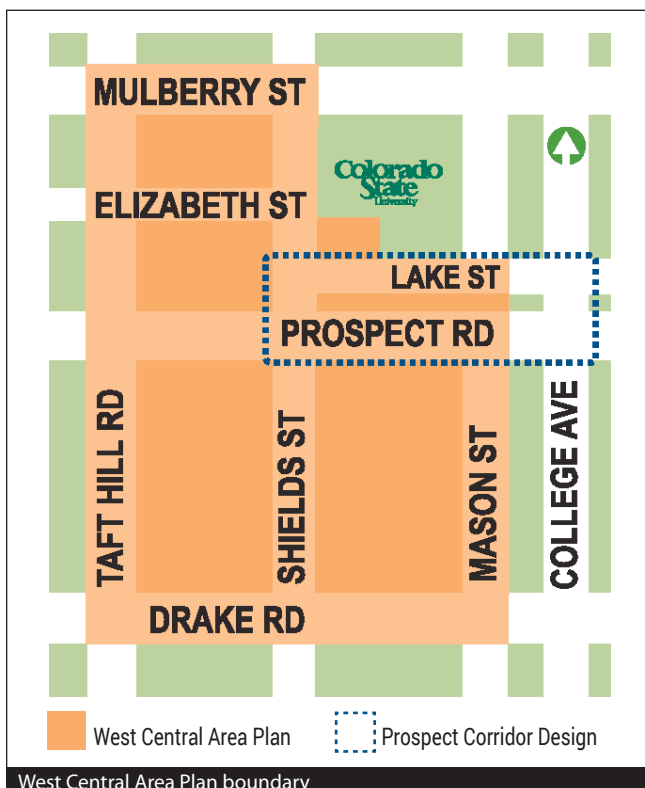 MULBERRY ST
Colorado
State
University
ELIZABETH ST
LAKE ST
PROSPECT RD
TAFT HILL RD
SHIELDS ST
MASON ST
COLLEGE AVE
DRAKE RD
West Central Area Plan
Prospect Corridor Design
West Central Area Plan boundary